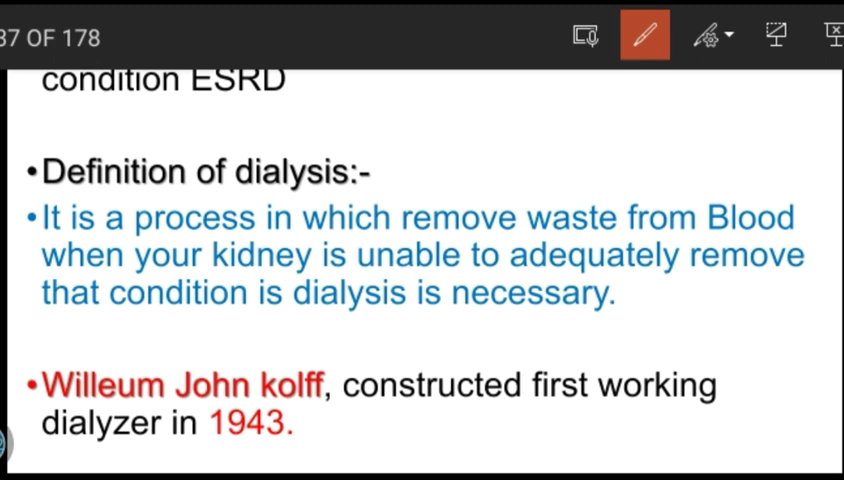 37 OF 178
condition ESRD
•Definition of dialysis:-
•It is a process in which remove waste from Blood
when your kidney is unable to adequately remove
that condition is dialysis is necessary.
•Willeum John kolff, constructed first working
dialyzer in 1943.